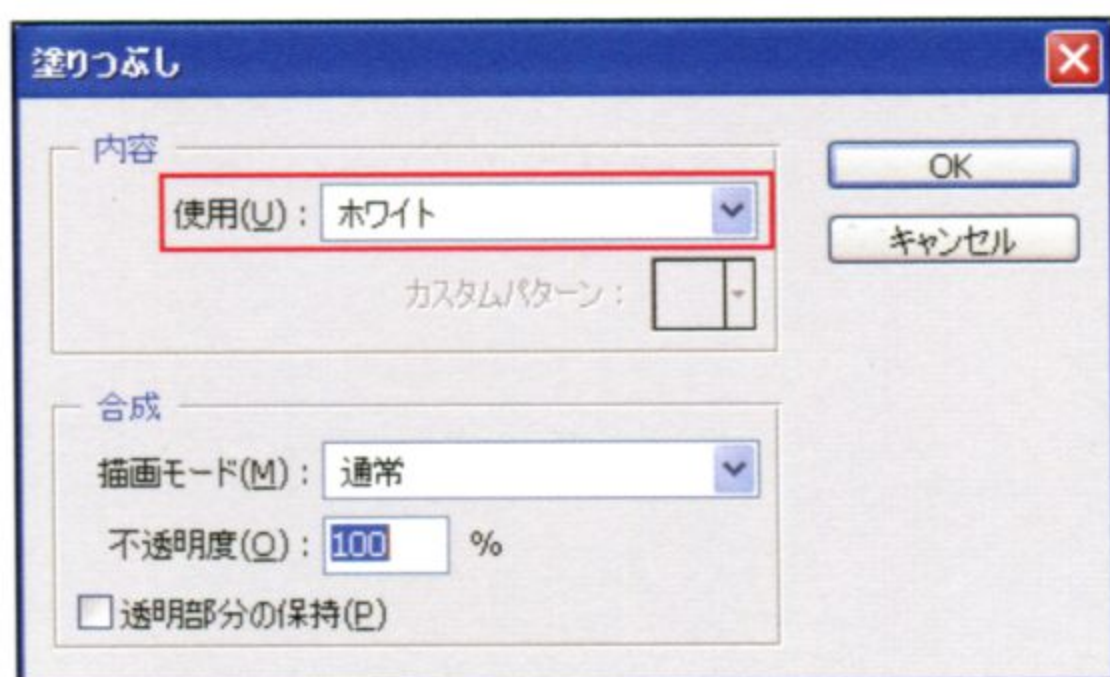 塗りつぶし
内容
使用(U)： ホワイト
カスタムパターン：
OK
キャンセル
合成
描画モード(M)： 通常
不透明度(O)： 100 %
透明部分の保持(P)